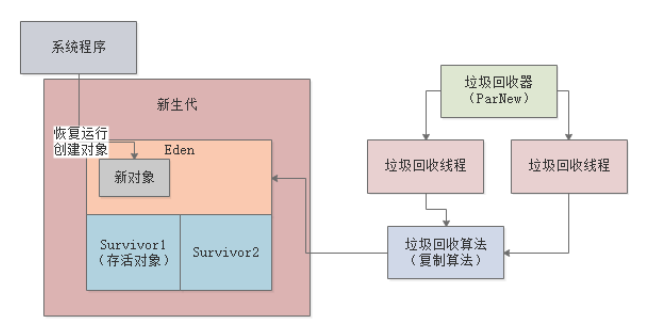 系统程序
新生代
恢复运行
创建对象
Eden
新对象
Survivor1
（存活对象）
Survivor2
垃圾回收器
（ParNew）
垃圾回收线程
垃圾回收线程
垃圾回收算法
（复制算法）